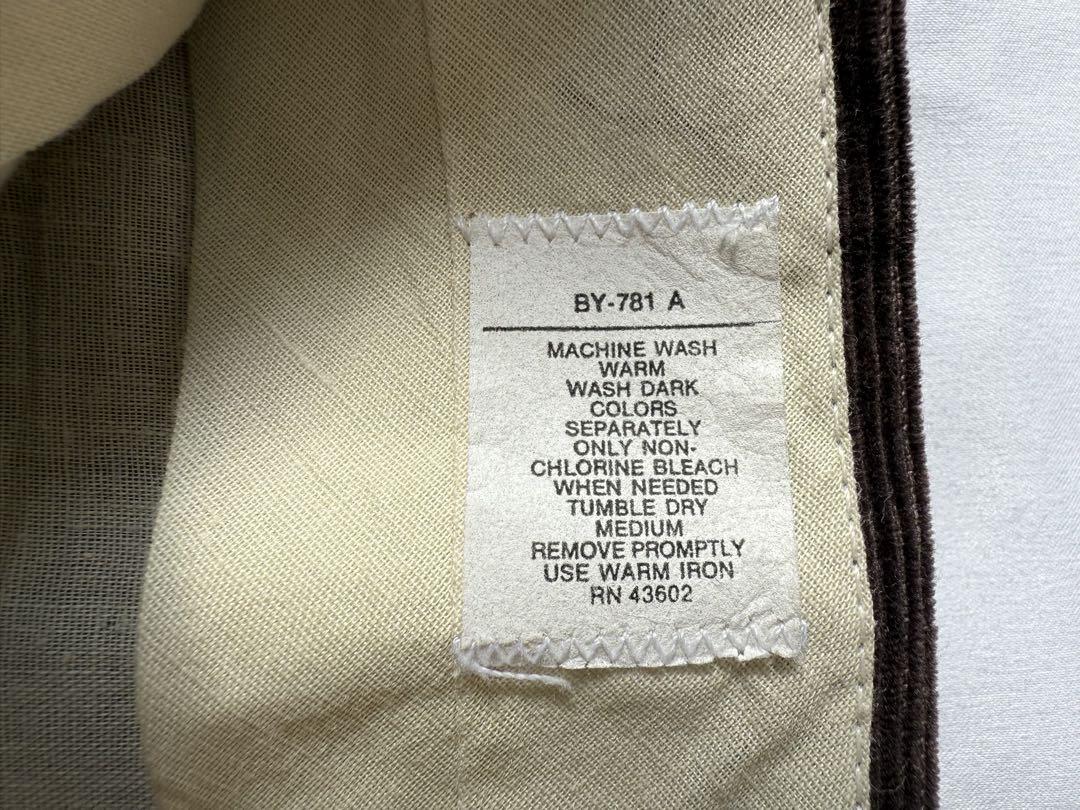 BY-781 A
MACHINE WASH
WARM
WASH DARK
COLORS
SEPARATELY
ONLY NON-
CHLORINE BLEACH
WHEN NEEDED
TUMBLE DRY
MEDIUM
REMOVE PROMPTLY
USE WARM IRON
RN 43602